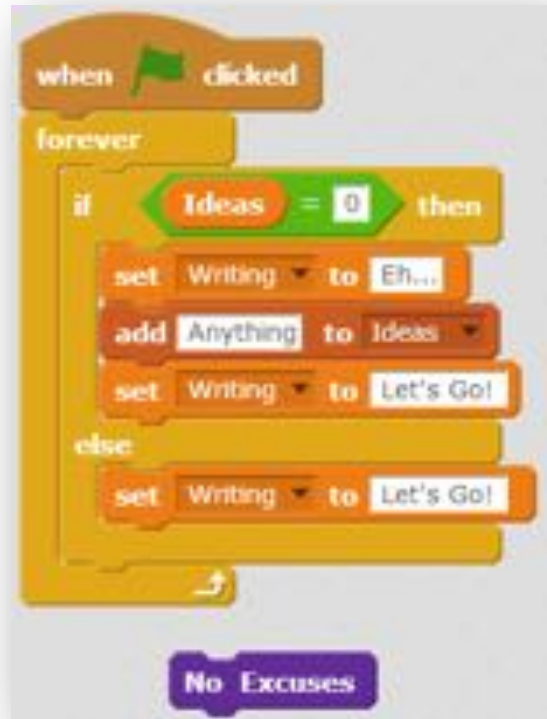 when clicked
forever
if Ideas = 0 then
set Writing to Eh...
add Anything to Ideas
set Writing to Let's Go!
else
set Writing to Let's Go!
No Excuses